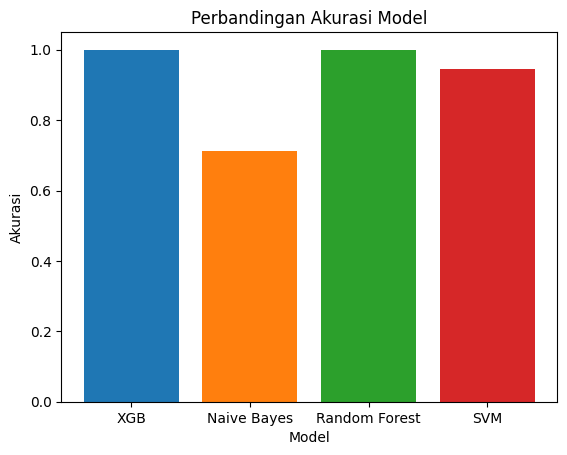 Perbandingan Akurasi Model
Akurasi
1.0
0.8
0.6
0.4
0.2
0.0
XGB
Naive Bayes
Random Forest
SVM
Model